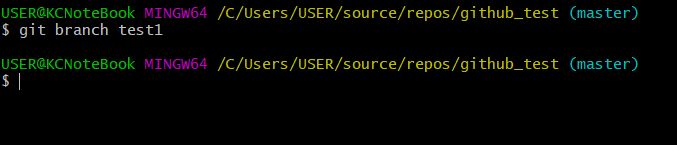 USER@KCNoteBook MINGW64 /C/Users/USER/source/repos/github_test (master)
$ git branch test1
USER@KCNoteBook MINGW64 /C/Users/USER/source/repos/github_test (master)
$